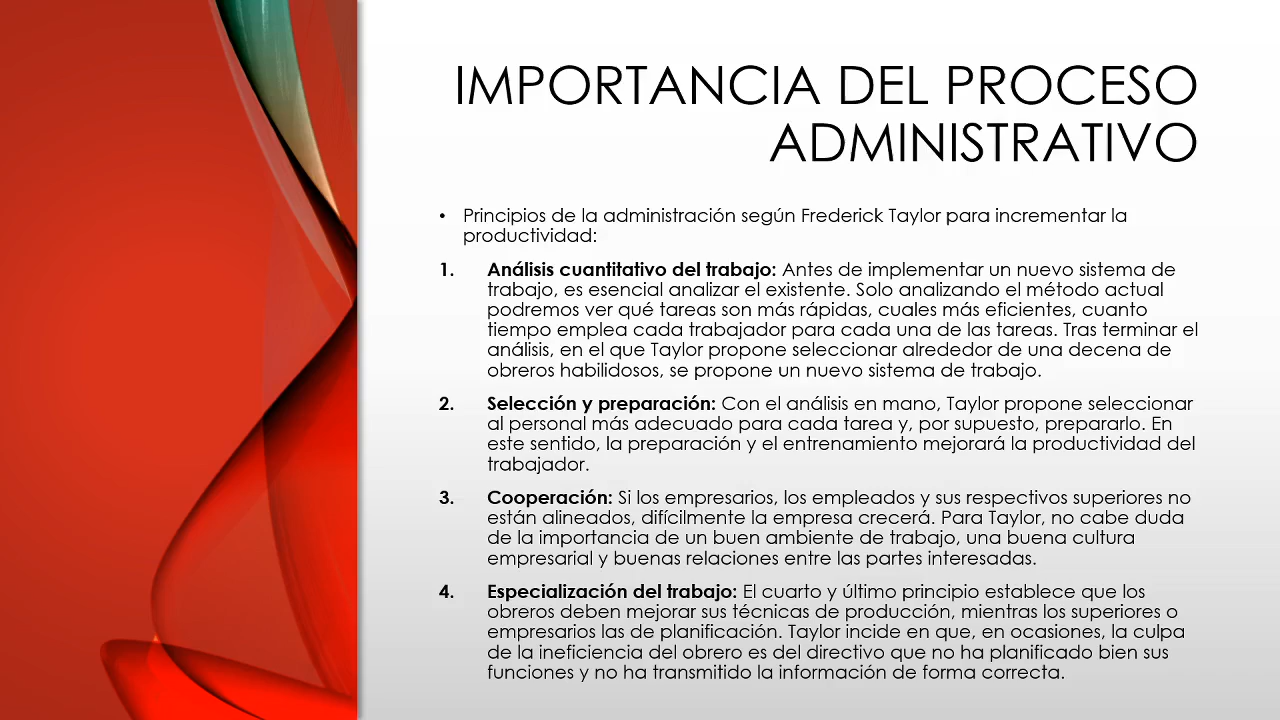 IMPORTANCIA DEL PROCESO
ADMINISTRATIVO
• Principios de la administración según Frederick Taylor para incrementar la
productividad:
1. Análisis cuantitativo del trabajo: Antes de implementar un nuevo sistema de
trabajo, es esencial analizar el existente. Solo analizando el método actual
podremos ver qué tareas son más rápidas, cuales más eficientes, cuanto
tiempo emplea cada trabajador para cada una de las tareas. Tras terminar el
análisis, en el que Taylor propone seleccionar alrededor de una decena de
obreros habilidosos, se propone un nuevo sistema de trabajo.
2. Selección y preparación: Con el análisis en mano, Taylor propone seleccionar
al personal más adecuado para cada tarea y, por supuesto, prepararlo. En
este sentido, la preparación y el entrenamiento mejorará la productividad del
trabajador.
3. Cooperación: Si los empresarios, los empleados y sus respectivos superiores no
están alineados, difícilmente la empresa crecerá. Para Taylor, no cabe duda
de la importancia de un buen ambiente de trabajo, una buena cultura
empresarial y buenas relaciones entre las partes interesadas.
4. Especialización del trabajo: El cuarto y último principio establece que los
obreros deben mejorar sus técnicas de producción, mientras los superiores o
empresarios las de planificación. Taylor incide en que, en ocasiones, la culpa
de la ineficiencia del obrero es del directivo que no ha planificado bien sus
funciones y no ha transmitido la información de forma correcta.